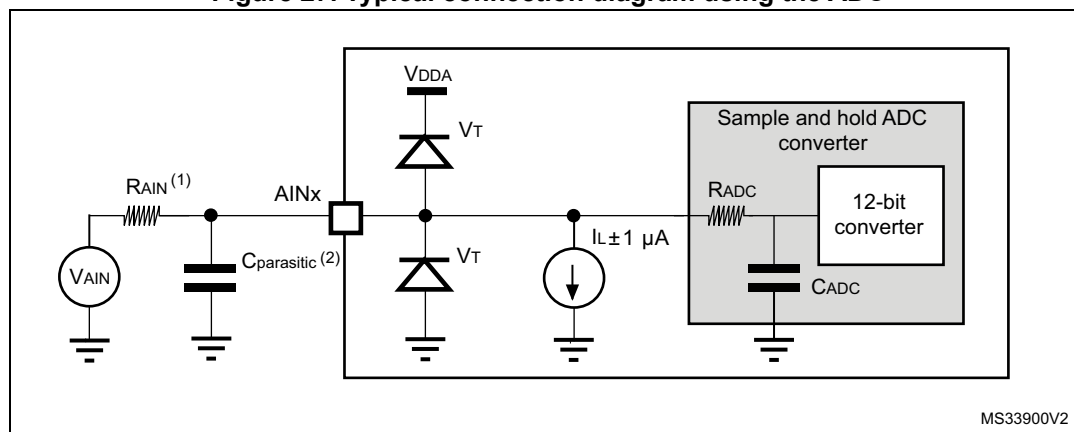 Figure 27. Typical connection diagram using the ADC
VDDA
VT
Sample and hold ADC
converter
RAIN (1)
AINx
RADC
12-bit
converter
IL± 1 µA
VT
Cparasitic (2)
VAIN
CADC
MS33900V2